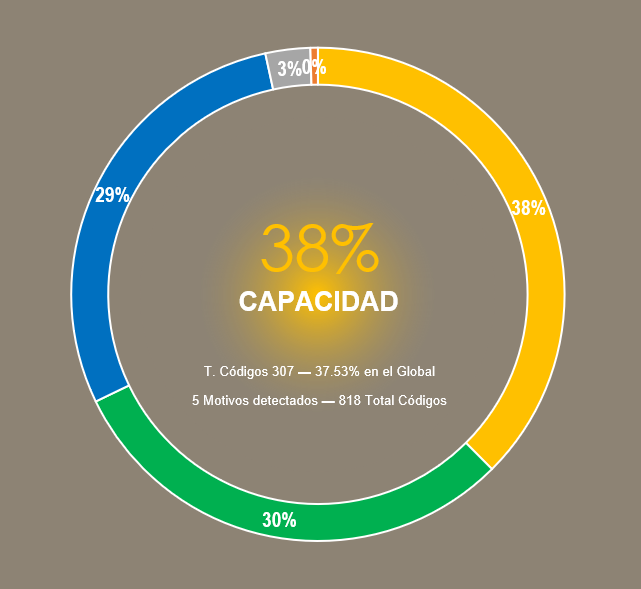 3%
0%
38%
29%
38%
CAPACIDAD
T. Códigos 307 — 37.53% en el Global
5 Motivos detectados — 818 Total Códigos
30%